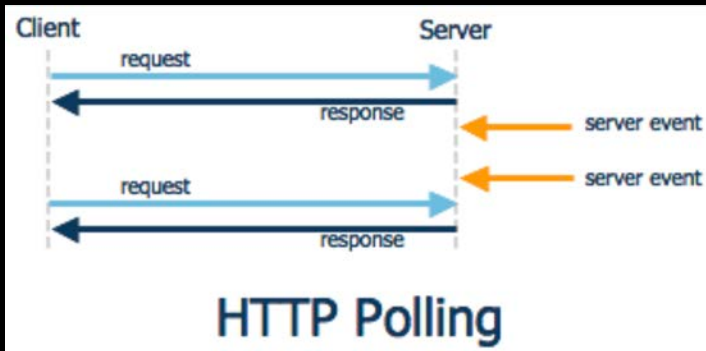 Client
Server
request
response
server event
server event
request
response
HTTP Polling